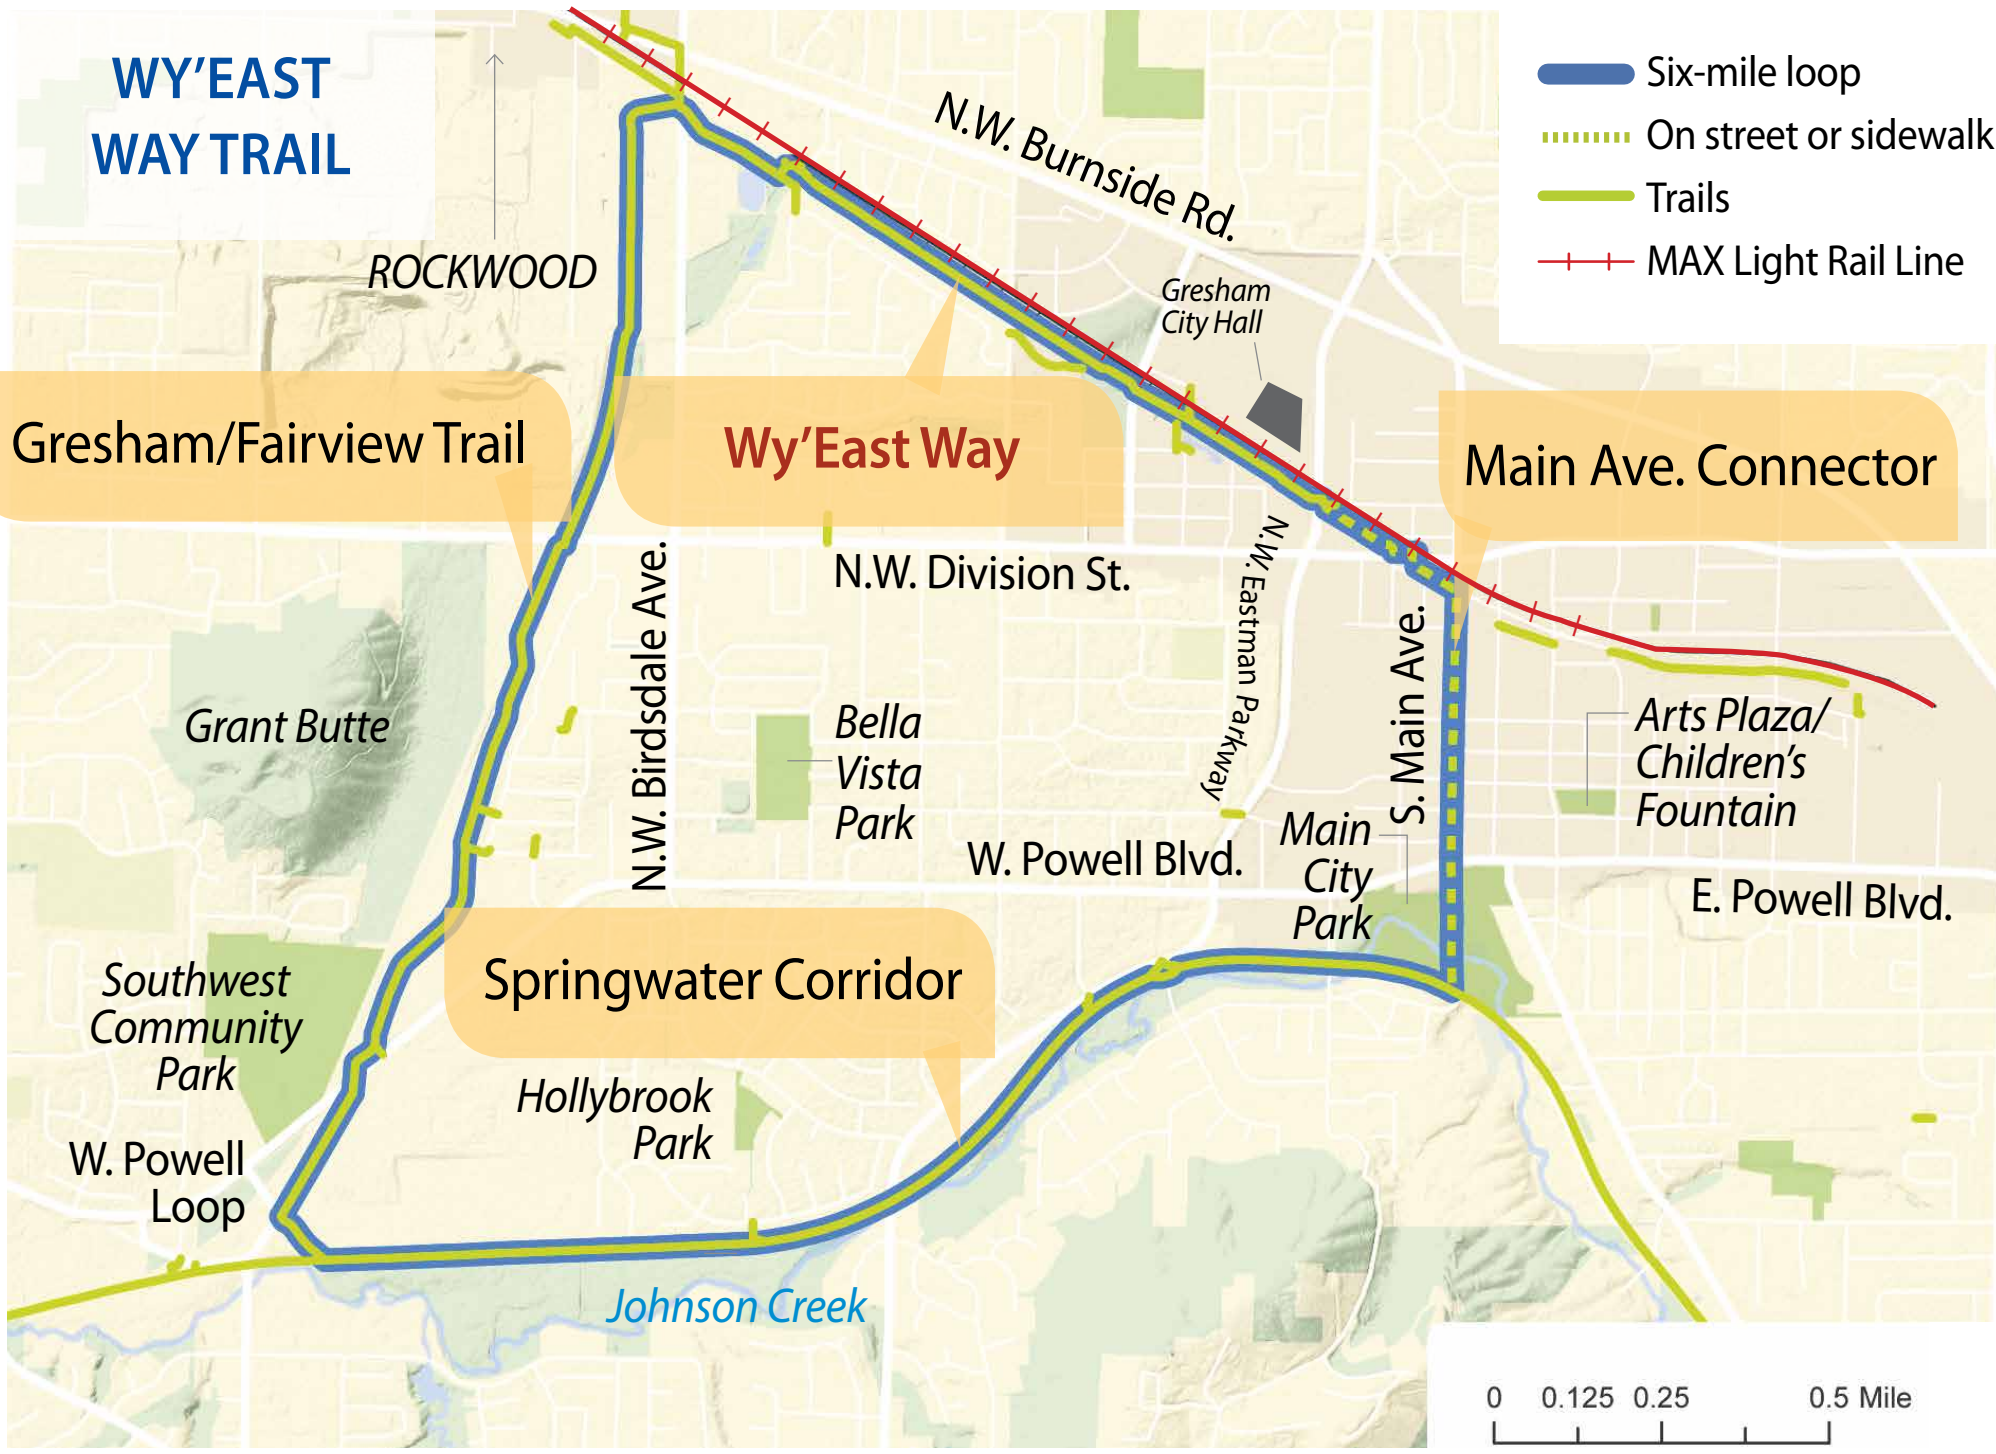 WY’EAST
WAY TRAIL
Six-mile loop
On street or sidewalk
Trails
MAX Light Rail Line
N.W. Burnside Rd.
ROCKWOOD
Gresham
City Hall
Gresham/Fairview Trail
Wy’East Way
Main Ave. Connector
N.W. Division St.
N.W. Eastman Parkway
N.W. Birdsdale Ave.
S. Main Ave.
Grant Butte
Bella
Vista
Park
Arts Plaza/
Children’s
Fountain
Main
City
Park
W. Powell Blvd.
E. Powell Blvd.
Springwater Corridor
Southwest
Community
Park
Hollybrook
Park
W. Powell
Loop
Johnson Creek
0 0.125 0.25 0.5 Mile